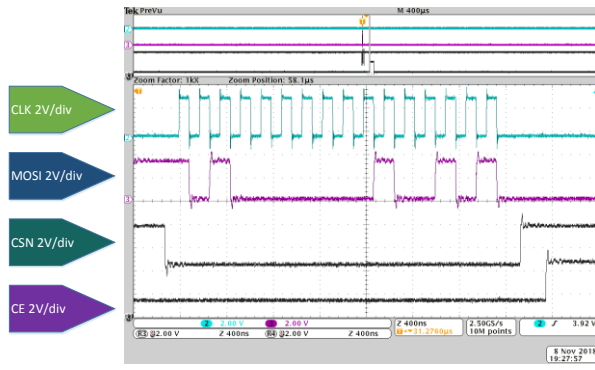 Tek PreVu
M 400µs
Zoom Factor: 1kX
Zoom Position: 58.1µs
CLK 2V/div
MOSI 2V/div
CSN 2V/div
CE 2V/div
2 2.00 V
3 2.00 V
Z 400ns
2.50GS/s
2
3.92 V
R3 2.00 V
Z 400ns
R4 2.00 V
Z 400ns
31.2700µs
10M points
8 Nov 2018
19:27:57